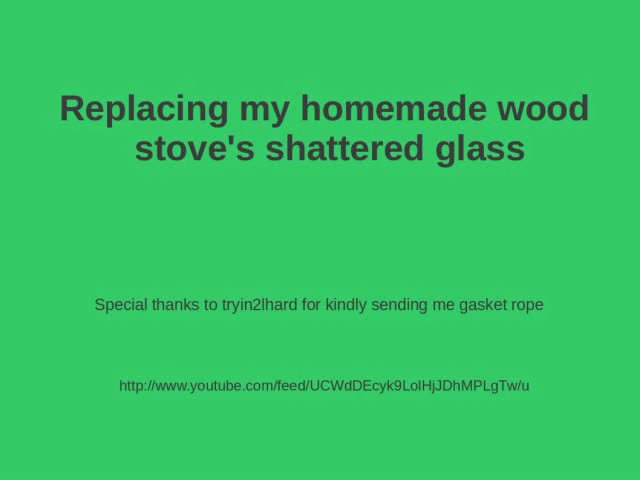 Replacing my homemade wood
stove's shattered glass
Special thanks to tryin2lhard for kindly sending me gasket rope
http://www.youtube.com/feed/UCWdDEcyk9LolHjJDhMPLgTw/u